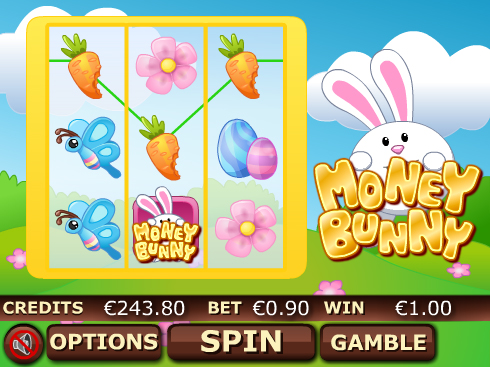 MONEY
BUNNY
MONEY
BUNNY
CREDITS €243.80 BET €0.90 WIN €1.00
OPTIONS SPIN GAMBLE